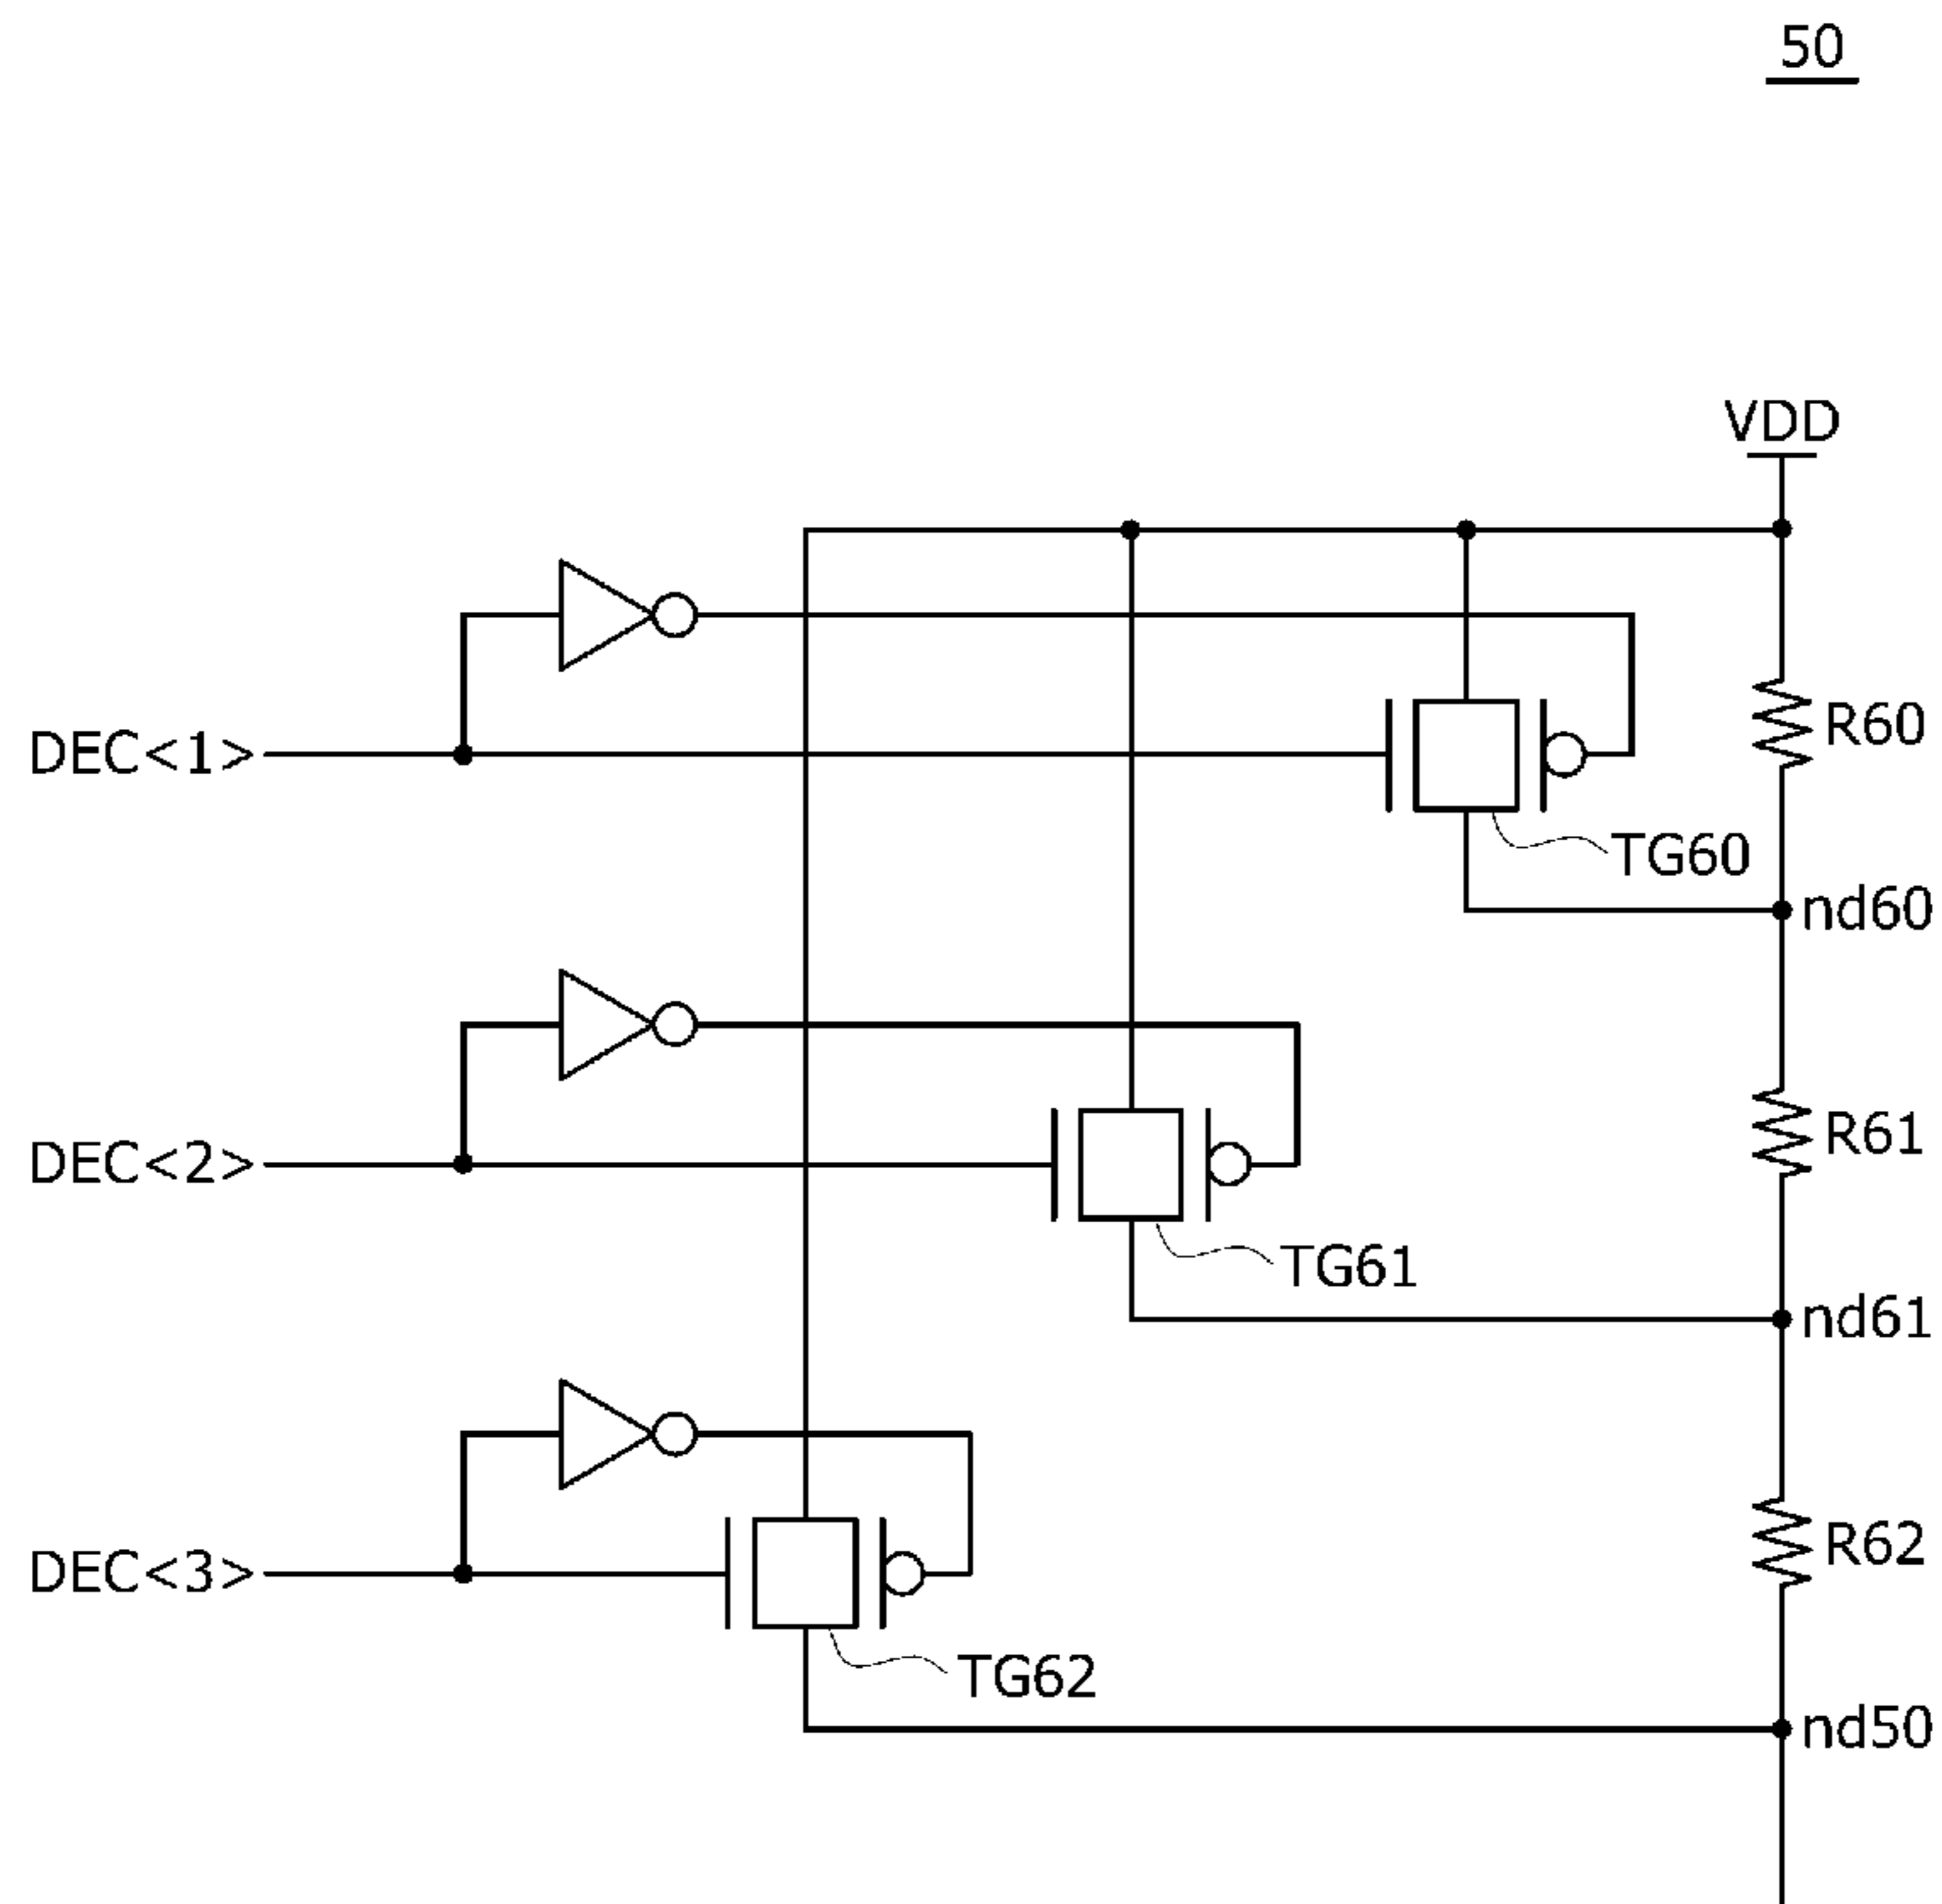 50
VDD
DEC<1>
R60
TG60
nd60
DEC<2>
R61
TG61
nd61
DEC<3>
R62
TG62
nd50